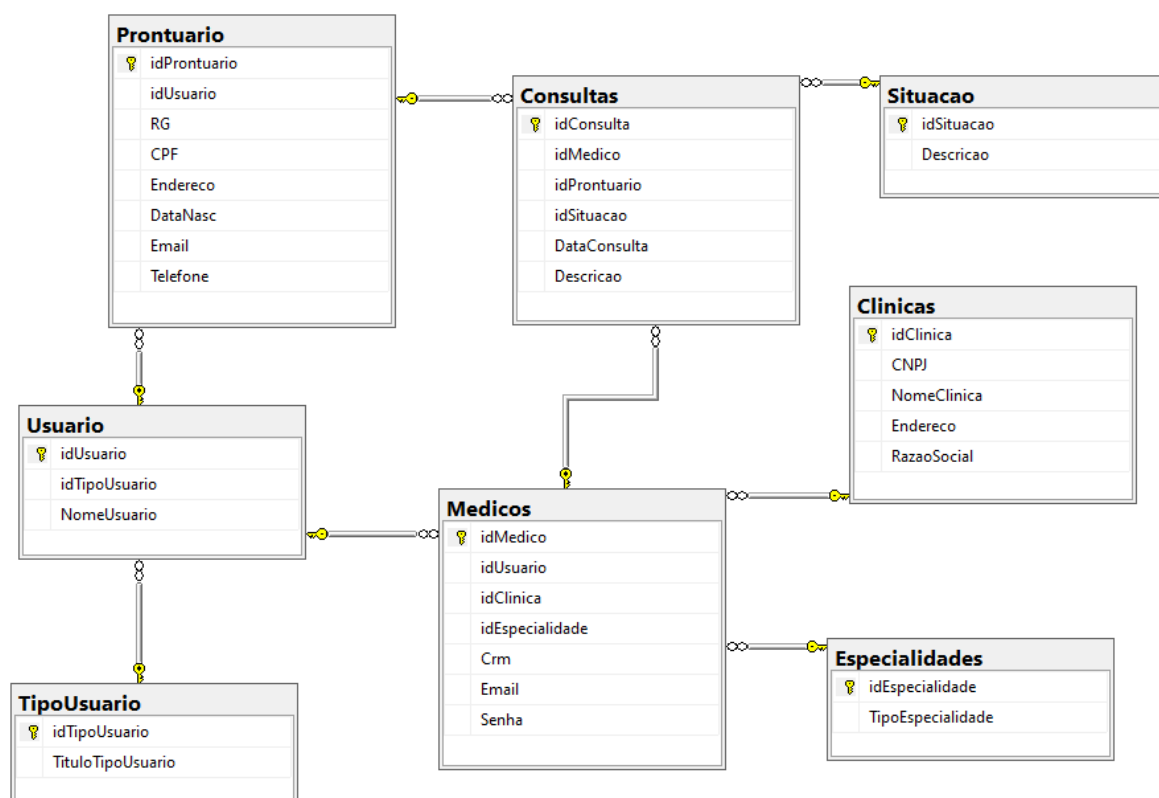 Prontuario
idProntuario
idUsuario
RG
CPF
Endereco
DataNasc
Email
Telefone
Consultas
idConsulta
idMedico
idProntuario
idSituacao
DataConsulta
Descricao
Situacao
idSituacao
Descricao
Clinicas
idClinica
CNPJ
NomeClinica
Endereco
RazaoSocial
Usuario
idUsuario
idTipoUsuario
NomeUsuario
Medicos
idMedico
idUsuario
idClinica
idEspecialidade
Crm
Email
Senha
Especialidades
idEspecialidade
TipoEspecialidade
TipoUsuario
idTipoUsuario
TituloTipoUsuario